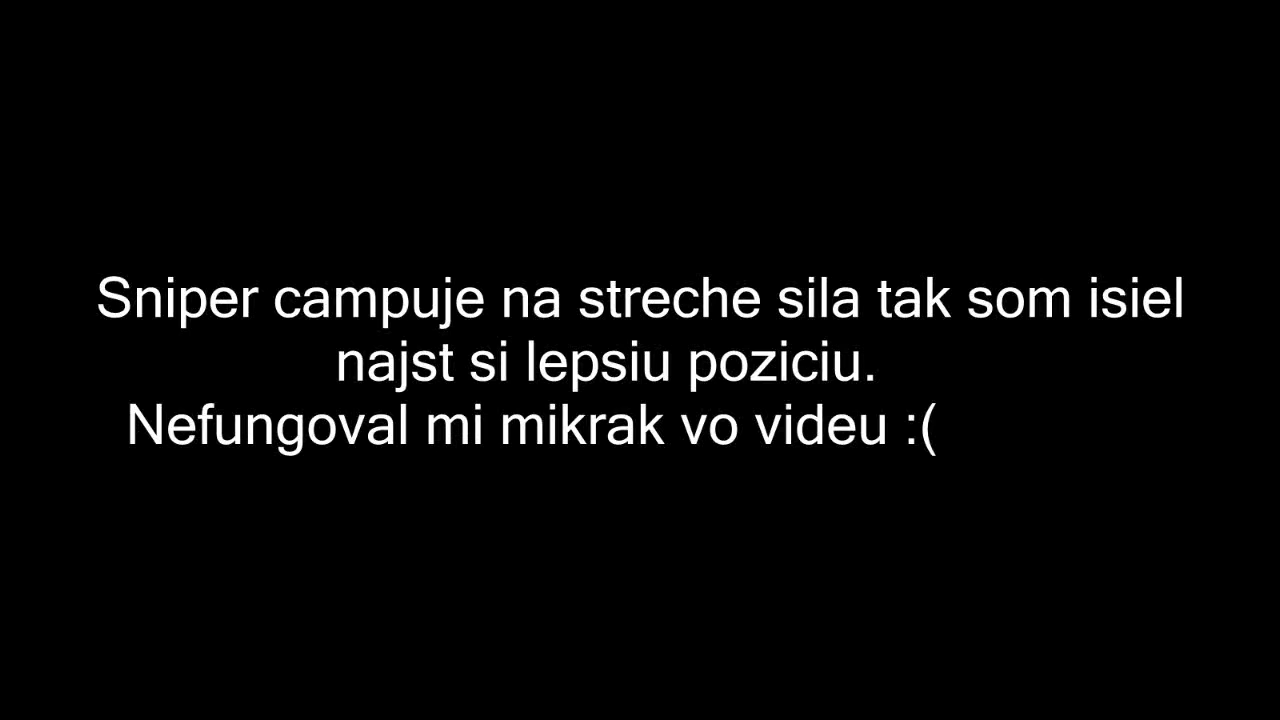 Sniper campuje na streche sila tak som isiel
najst si lepsiu poziciu.
Nefungoval mi mikrak vo videu :(